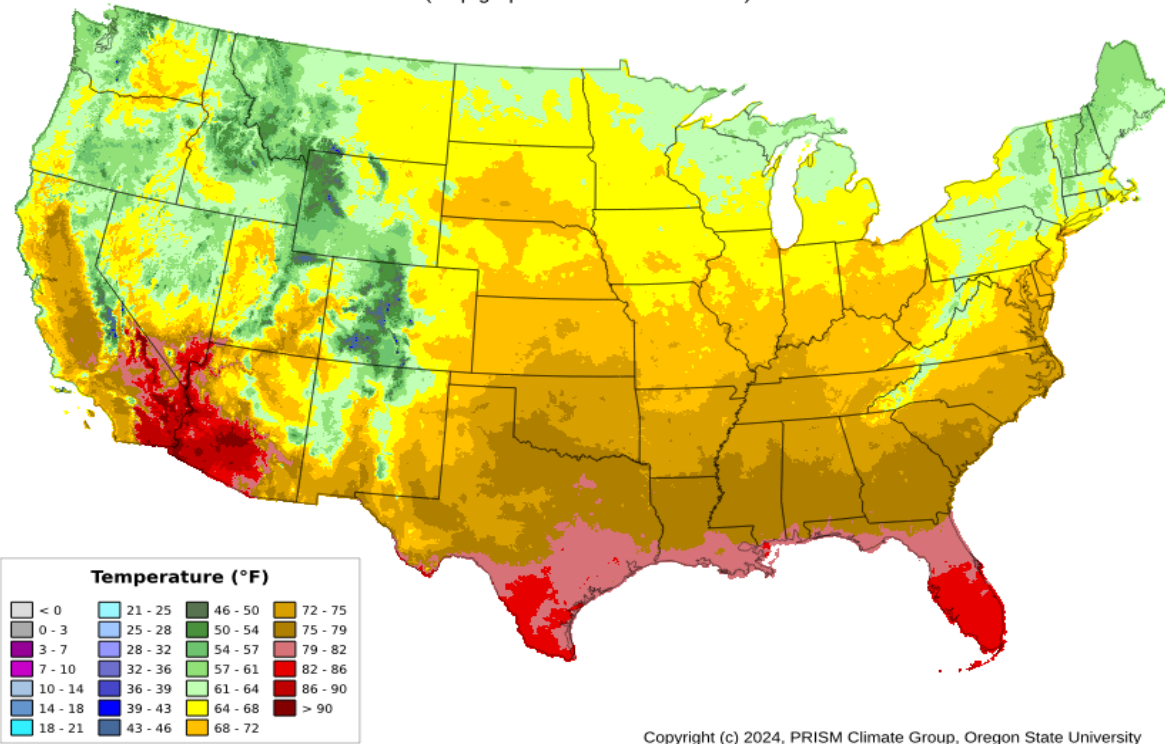 Temperature (°F)
< 0
0 - 3
3 - 7
7 - 10
10 - 14
14 - 18
18 - 21
21 - 25
25 - 28
28 - 32
32 - 36
36 - 39
39 - 43
43 - 46
46 - 50
50 - 54
54 - 57
57 - 61
61 - 64
64 - 68
68 - 72
72 - 75
75 - 79
79 - 82
82 - 86
86 - 90
> 90
Copyright (c) 2024, PRISM Climate Group, Oregon State University